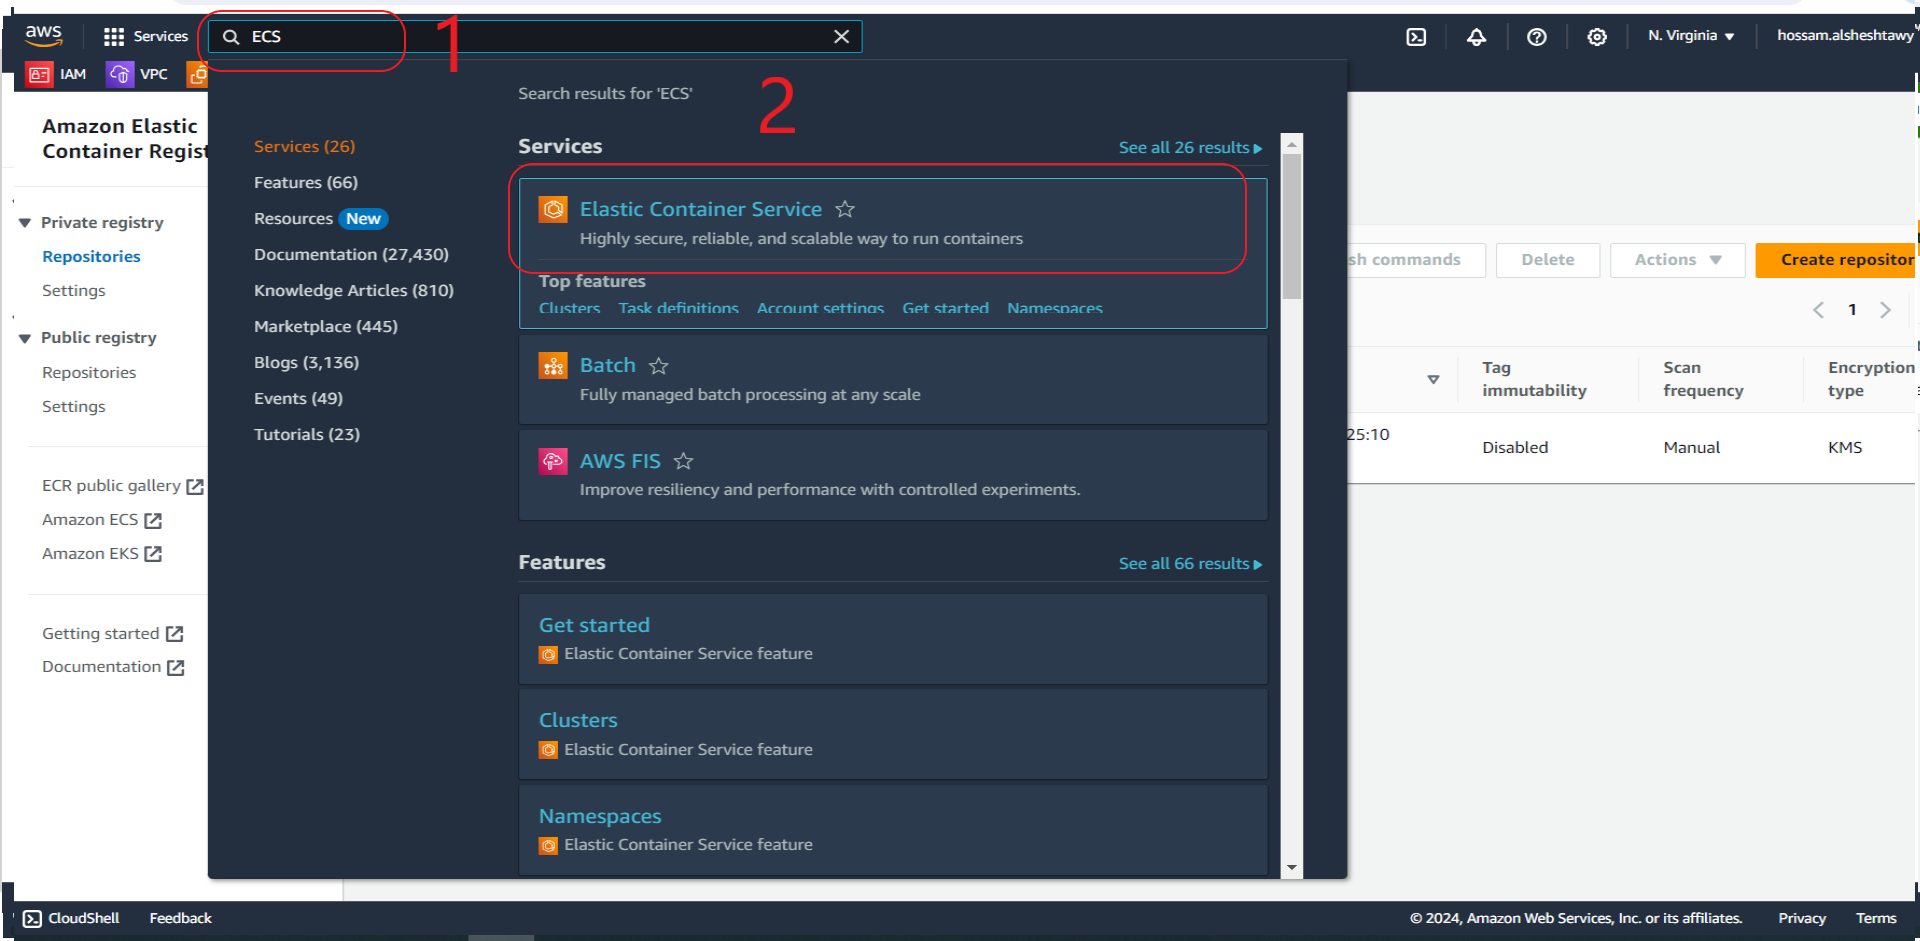 aws
Services
ECS
1
N. Virginia
hossam.alsheshtawy
IAM
VPC
Search results for 'ECS'
2
Amazon Elastic
Container Regist
Private registry
Repositories
Settings
Public registry
Repositories
Settings
ECR public gallery
Amazon ECS
Amazon EKS
Getting started
Documentation
Services (26)
Features (66)
Resources New
Documentation (27,430)
Knowledge Articles (810)
Marketplace (445)
Blogs (3,136)
Events (49)
Tutorials (23)
Services
See all 26 results
Elastic Container Service
Highly secure, reliable, and scalable way to run containers
Top features
Clusters Task definitions Account settings Get started Namespaces
Batch
Fully managed batch processing at any scale
AWS FIS
Improve resiliency and performance with controlled experiments.
Features
See all 66 results
Get started
Elastic Container Service feature
Clusters
Elastic Container Service feature
Namespaces
Elastic Container Service feature
sh commands
Delete
Actions
Create repositor
1
Tag
immutability
Scan
frequency
Encryption
type
25:10
Disabled
Manual
KMS
CloudShell
Feedback
© 2024, Amazon Web Services, Inc. or its affiliates.
Privacy
Terms